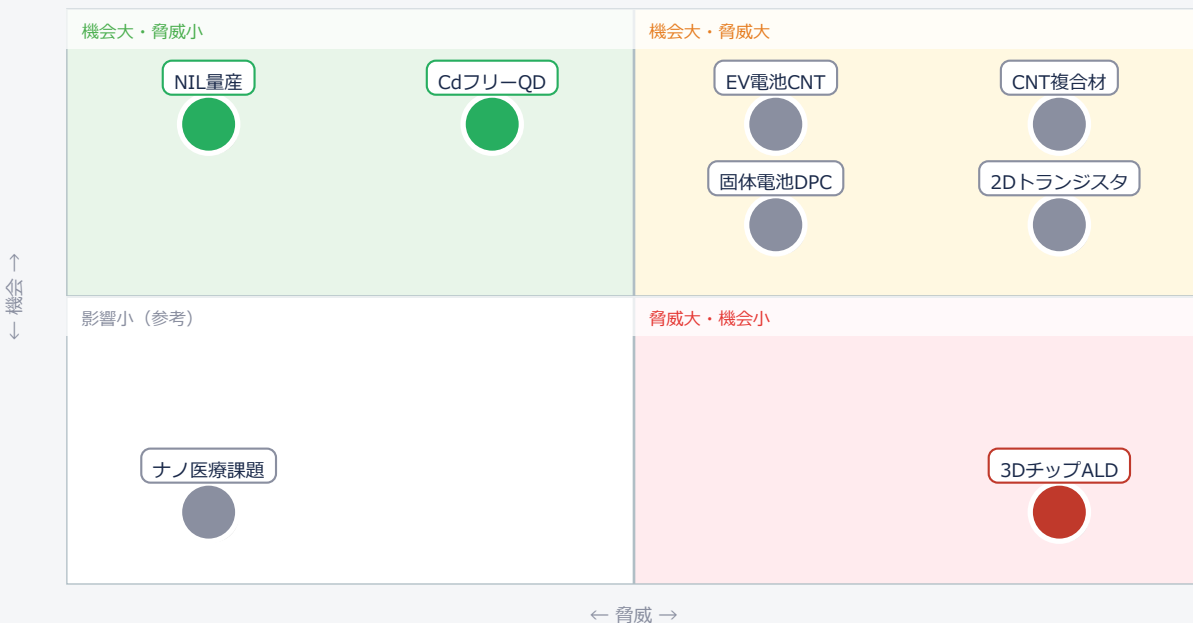 機会大・脅威小
機会大・脅威大
NIL量産
CdフリーQD
EV電池CNT
CNT複合材
固体電池DPC
2Dトランジスタ
← 機会 →
影響小（参考）
脅威大・機会小
ナノ医療課題
3DチップALD
← 脅威 →